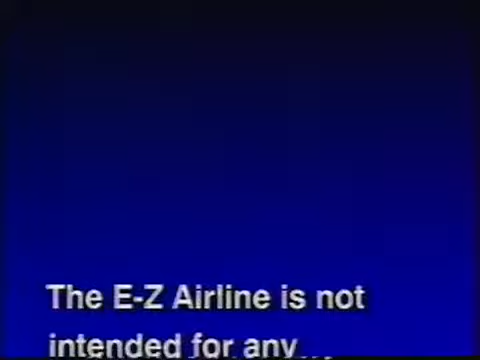 The E-Z Airline is not
intended for any